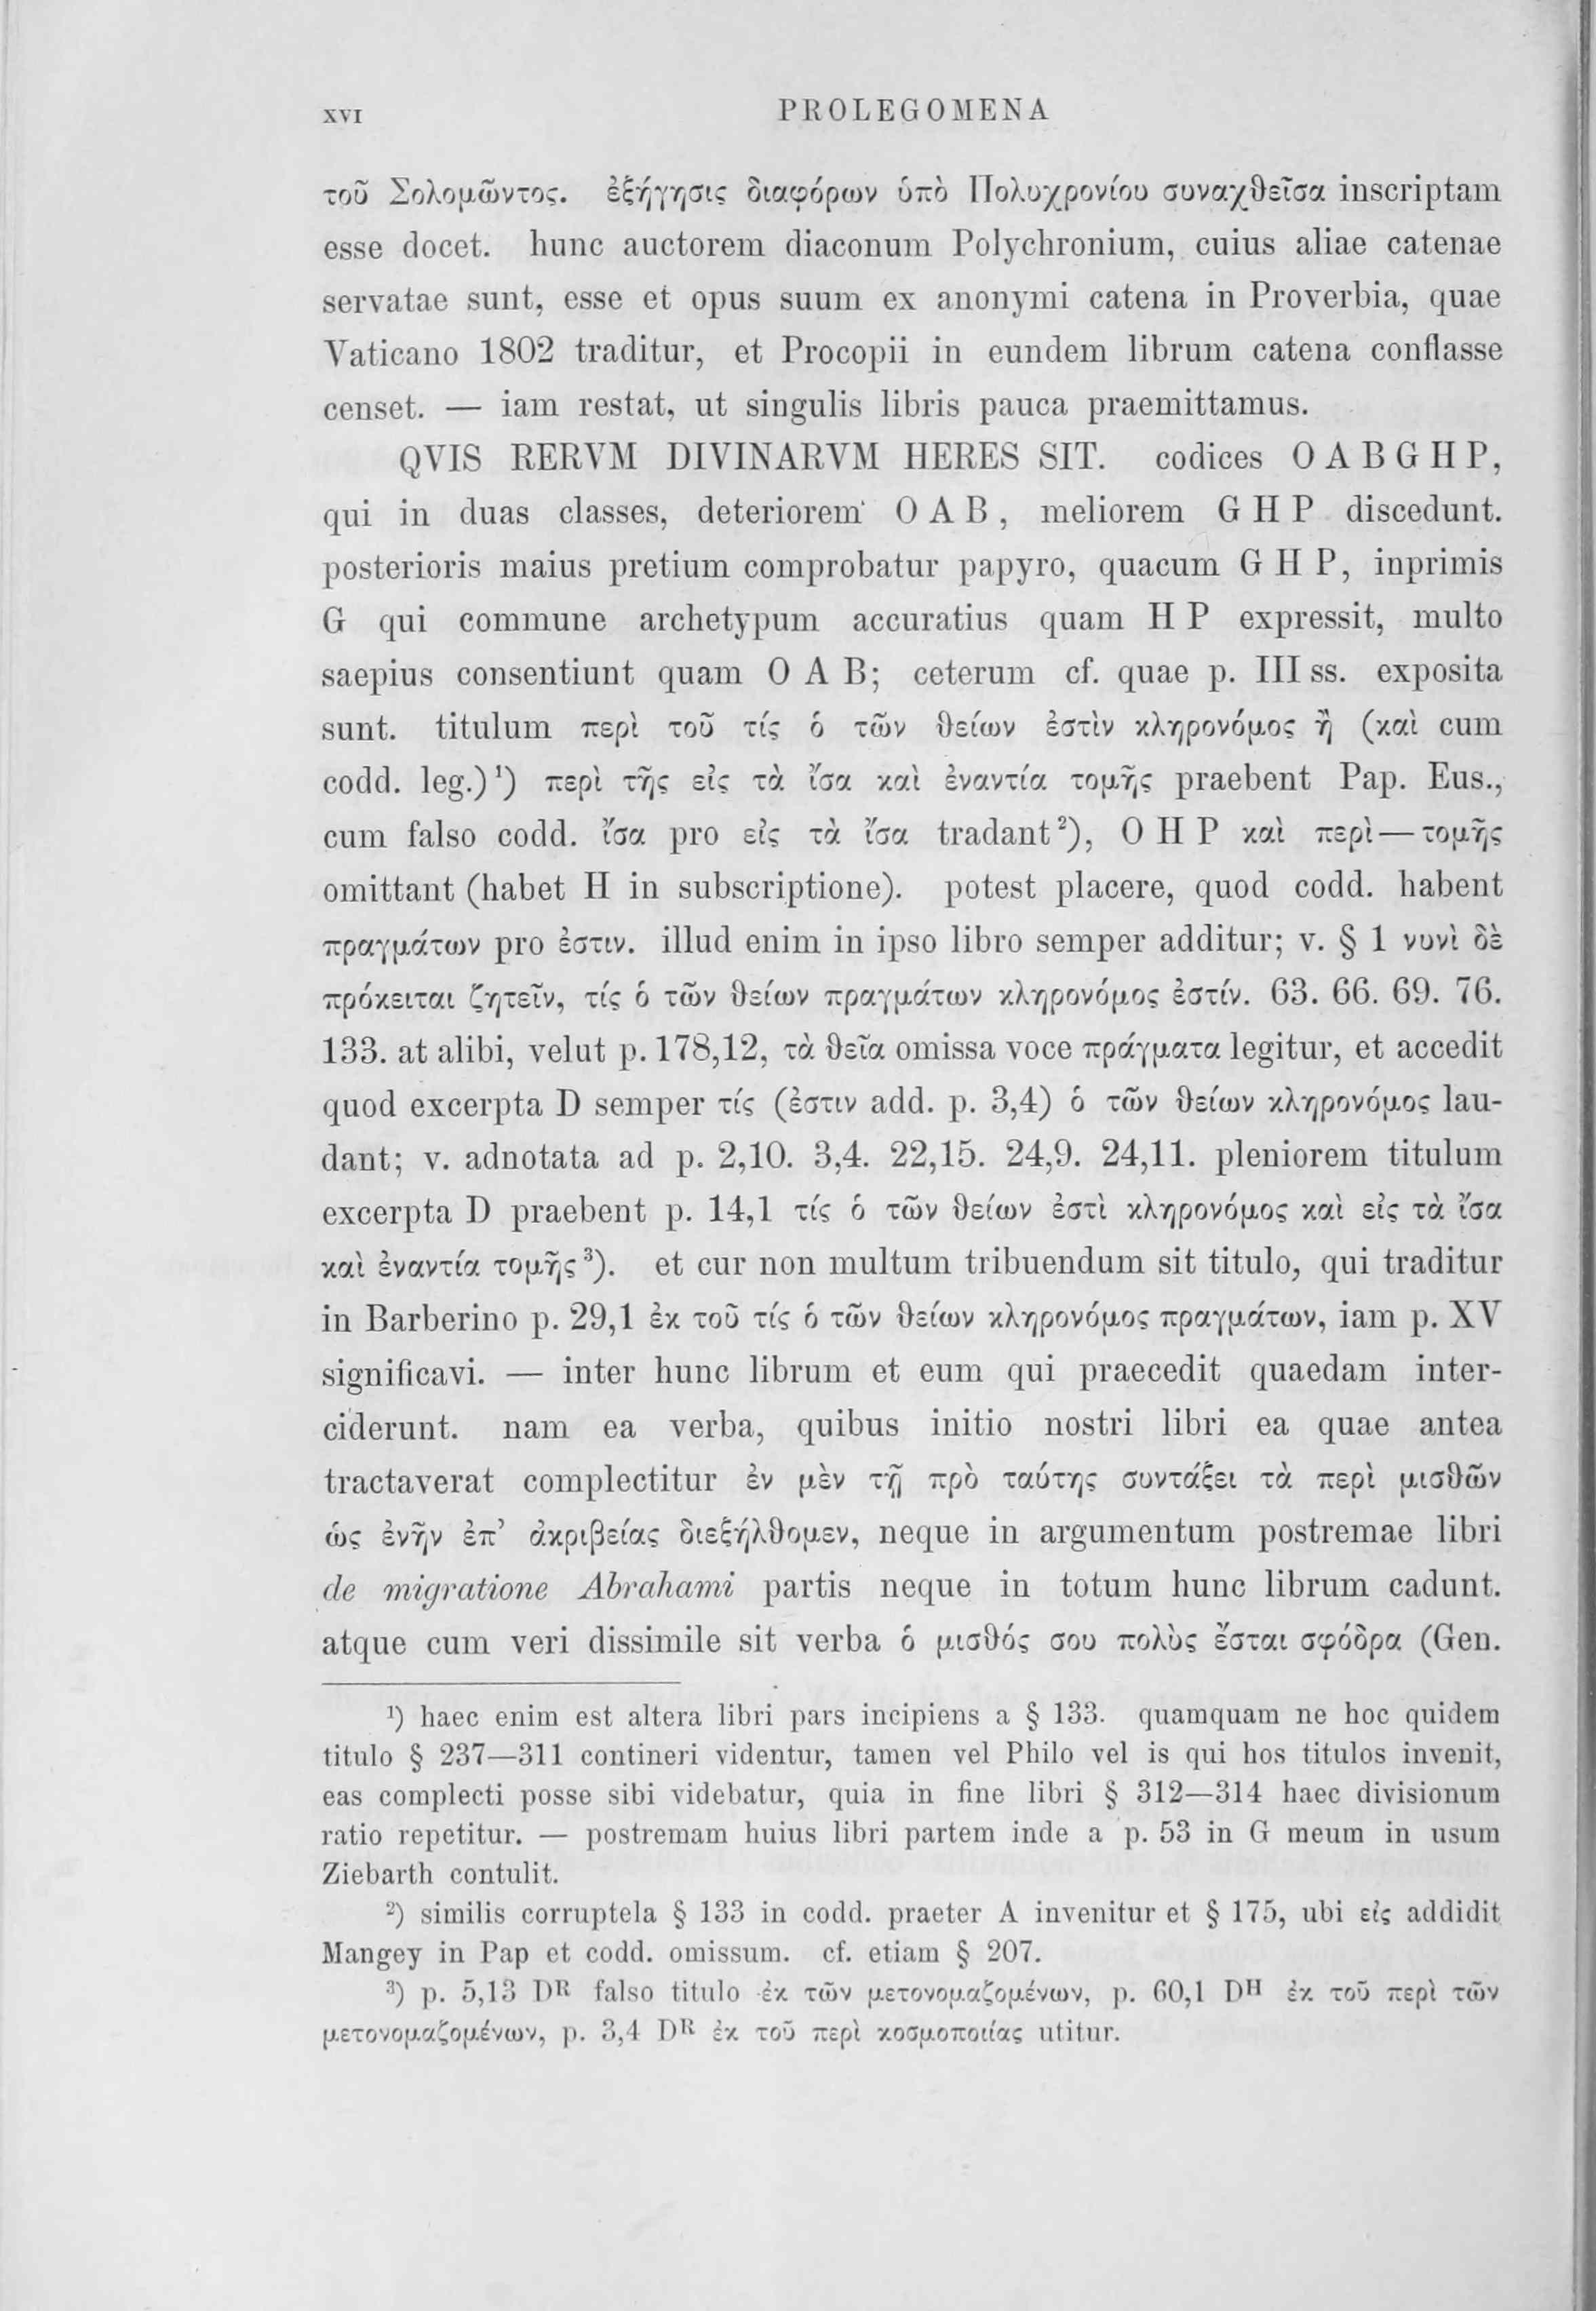 XVI PROLEGOMENA
τοῦ Σολομῶντος. ἐξήγησις διαφόρων ὑπὸ Πολυχρονίου συναχθεῖσα inscriptam
esse docet. hunc auctorem diaconum Polychronium, cuius aliae catenae
servatae sunt, esse et opus suum ex anonymi catena in Proverbia, quae
Vaticano 1802 traditur, et Procopii in eundem librum catena conflasse
censet. — iam restat, ut singulis libris pauca praemittamus.
QVIS RERVM DIVINARVM HERES SIT. codices O A B G H P,
qui in duas classes, deteriorem O A B, meliorem G H P discedunt.
posterioris maius pretium comprobatur papyro, quacum G H P, inprimis
G qui commune archetypum accuratius quam H P expressit, multo
saepius consentiunt quam O A B; ceterum cf. quae p. III ss. exposita
sunt. titulum περὶ τοῦ τίς ὁ τῶν θείων ἐστὶν κληρονόμος ἢ (καὶ cum
codd. leg.)¹) περὶ τῆς εἰς τὰ ἴσα καὶ ἐναντία τομῆς praebent Pap. Eus.,
cum falso codd. ἴσα pro εἰς τὰ ἴσα tradant²), O H P καὶ περὶ — τομῆς
omittant (habet H in subscriptione). potest placere, quod codd. habent
πραγμάτων pro ἐστιν. illud enim in ipso libro semper additur; v. § 1 νυνὶ δὲ
πρόκειται ζητεῖν, τίς ὁ τῶν θείων πραγμάτων κληρονόμος ἐστίν. 63. 66. 69. 76.
133. at alibi, velut p. 178,12, τὰ θεῖα omissa voce πράγματα legitur, et accedit
quod excerpta D semper τίς (ἐστιν add. p. 3,4) ὁ τῶν θείων κληρονόμος lau-
dant; v. adnotata ad p. 2,10. 3,4. 22,15. 24,9. 24,11. pleniorem titulum
excerpta D praebent p. 14,1 τίς ὁ τῶν θείων ἐστὶ κληρονόμος καὶ εἰς τὰ ἴσα
καὶ ἐναντία τομῆς³). et cur non multum tribuendum sit titulo, qui traditur
in Barberino p. 29,1 ἐκ τοῦ τίς ὁ τῶν θείων κληρονόμος πραγμάτων, iam p. XV
significavi. — inter hunc librum et eum qui praecedit quaedam inter-
ciderunt. nam ea verba, quibus initio nostri libri ea quae antea
tractaverat complectitur ἐν μὲν τῇ πρὸ ταύτης συντάξει τὰ περὶ μισθῶν
ὡς ἐνῆν ἐπ’ ἀκριβείας διεξήλθομεν, neque in argumentum postremae libri
de migratione Abrahami partis neque in totum hunc librum cadunt.
atque cum veri dissimile sit verba ὁ μισθός σου πολὺς ἔσται σφόδρα (Gen.
¹) haec enim est altera libri pars incipiens a § 133. quamquam ne hoc quidem
titulo § 237—311 contineri videntur, tamen vel Philo vel is qui hos titulos invenit,
eas complecti posse sibi videbatur, quia in fine libri § 312—314 haec divisionum
ratio repetitur. — postremam huius libri partem inde a p. 53 in G meum in usum
Ziebarth contulit.
²) similis corruptela § 133 in codd. praeter A invenitur et § 175, ubi εἰς addidit
Mangey in Pap et codd. omissum. cf. etiam § 207.
³) p. 5,13 Dᴿ falso titulo ἐκ τῶν μετονομαζομένων, p. 60,1 Dᴴ ἐκ τοῦ περὶ τῶν
μετονομαζομένων, p. 3,4 Dᴿ ἐκ τοῦ περὶ κοσμοποιίας utitur.